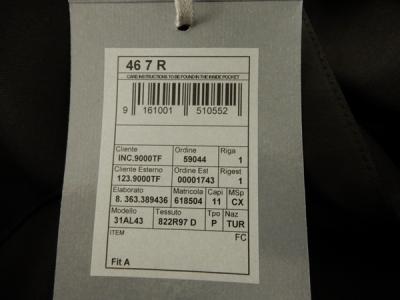 46 7 R
CARE INSTRUCTIONS TO BE FOUND IN THE INSIDE POCKET
9 161001 510552
Cliente Ordine Riga
INC.9000TF 59044 1
Cliente Esterno Ordine Est Rigest
123.9000TF 00001743 1
Elaborato Matricola Capi MSp
8. 363.389436 618504 11 CX
Modello Tessuto Tpo Naz
31AL43 822R97 D P TUR
ITEM FC
Fit A